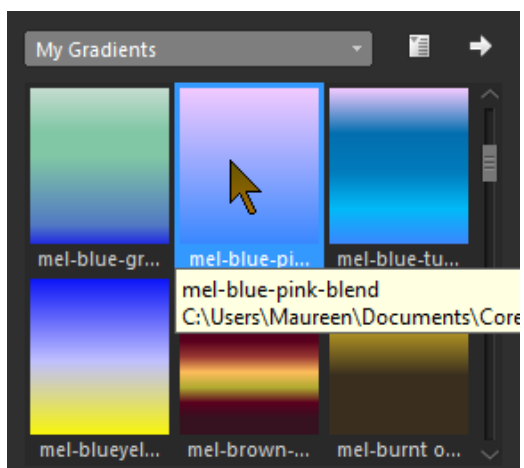 My Gradients
mel-blue-gr...
mel-blue-pi...
mel-blue-tu...
mel-blue-pink-blend
C:\Users\Maureen\Documents\Core
mel-blueyel...
mel-brown-...
mel-burnt o...